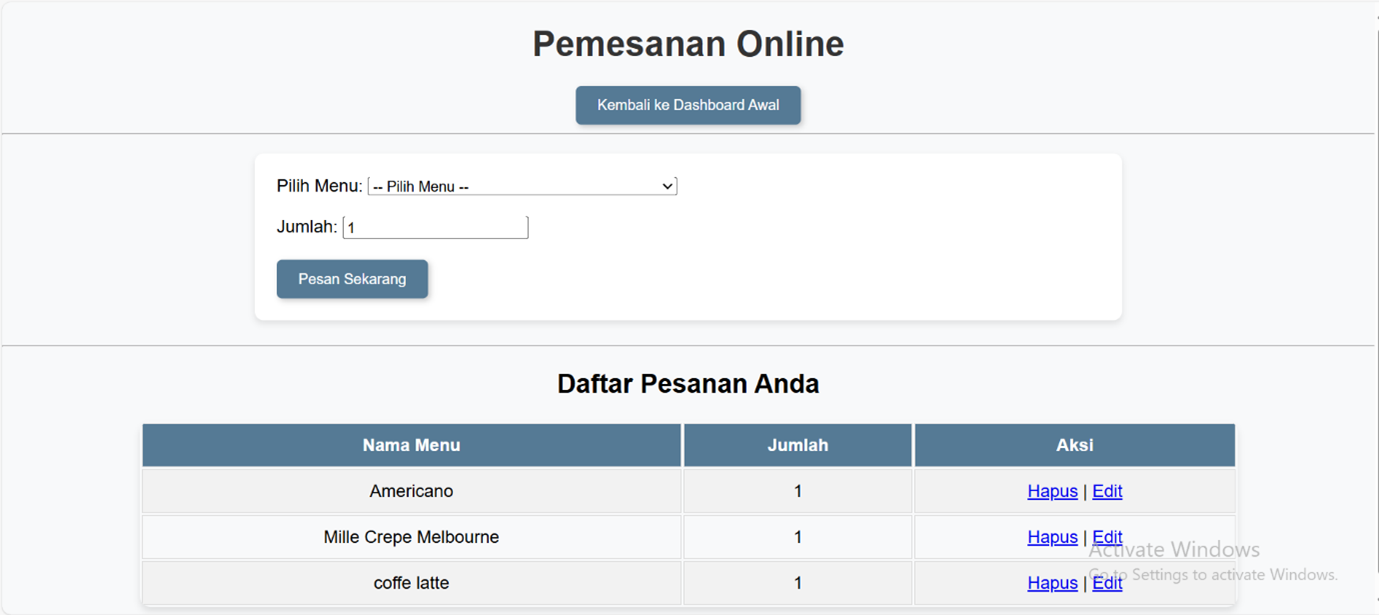 Pemesanan Online
Kembali ke Dashboard Awal
Pilih Menu: -- Pilih Menu --
Jumlah: 1
Pesan Sekarang
Daftar Pesanan Anda
Nama Menu Jumlah Aksi
Americano 1 Hapus | Edit
Mille Crepe Melbourne 1 Hapus | Edit
Activate Windows
coffe latte 1 Hapus | Edit
Go to Settings to activate Windows.